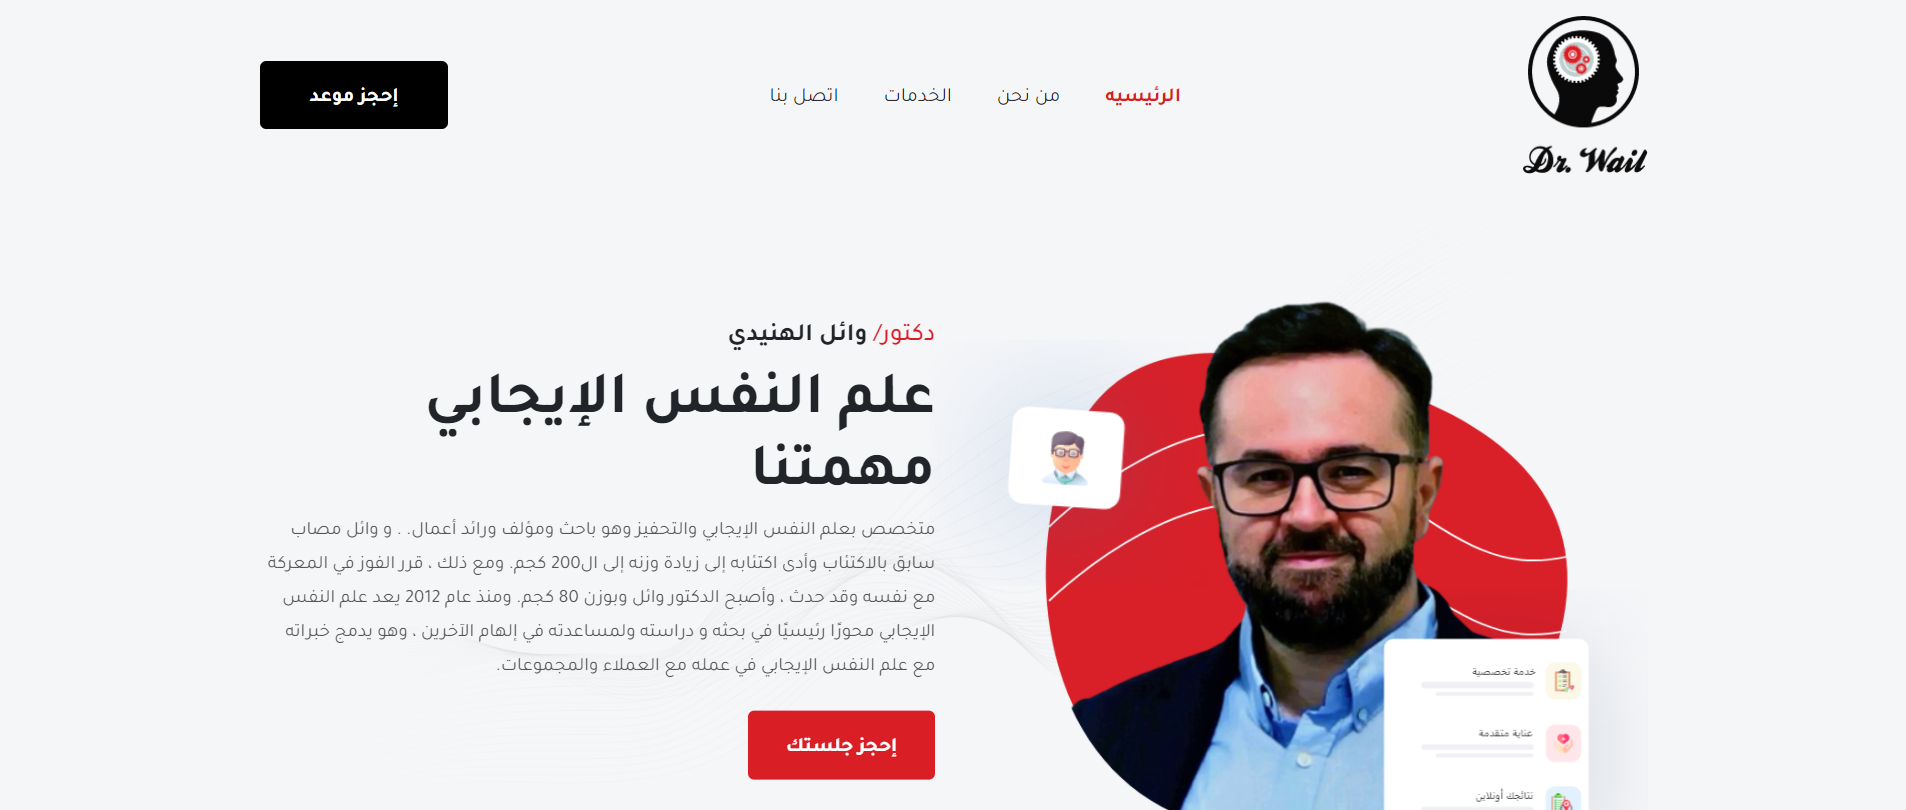 Dr. Wail
الرئيسيه
من نحن
الخدمات
اتصل بنا
إحجز موعد
دكتور/ وائل الهنيدي
علم النفس الإيجابي
مهمتنا
متخصص بعلم النفس الإيجابي والتحفيز وهو باحث ومؤلف ورائد أعمال. . و وائل مصاب
سابق بالاكتئاب وأدى اكتئابه إلى زيادة وزنه إلى ال200 كجم. ومع ذلك ، قرر الفوز في المعركة
مع نفسه وقد حدث ، وأصبح الدكتور وائل وبوزن 80 كجم. ومنذ عام 2012 يعد علم النفس
الإيجابي محورًا رئيسيًا في بحثه و دراسته ولمساعدته في إلهام الآخرين ، وهو يدمج خبراته
مع علم النفس الإيجابي في عمله مع العملاء والمجموعات.
إحجز جلستك
خدمة تخصصية
عناية متقدمة
نتائجك أونلاين